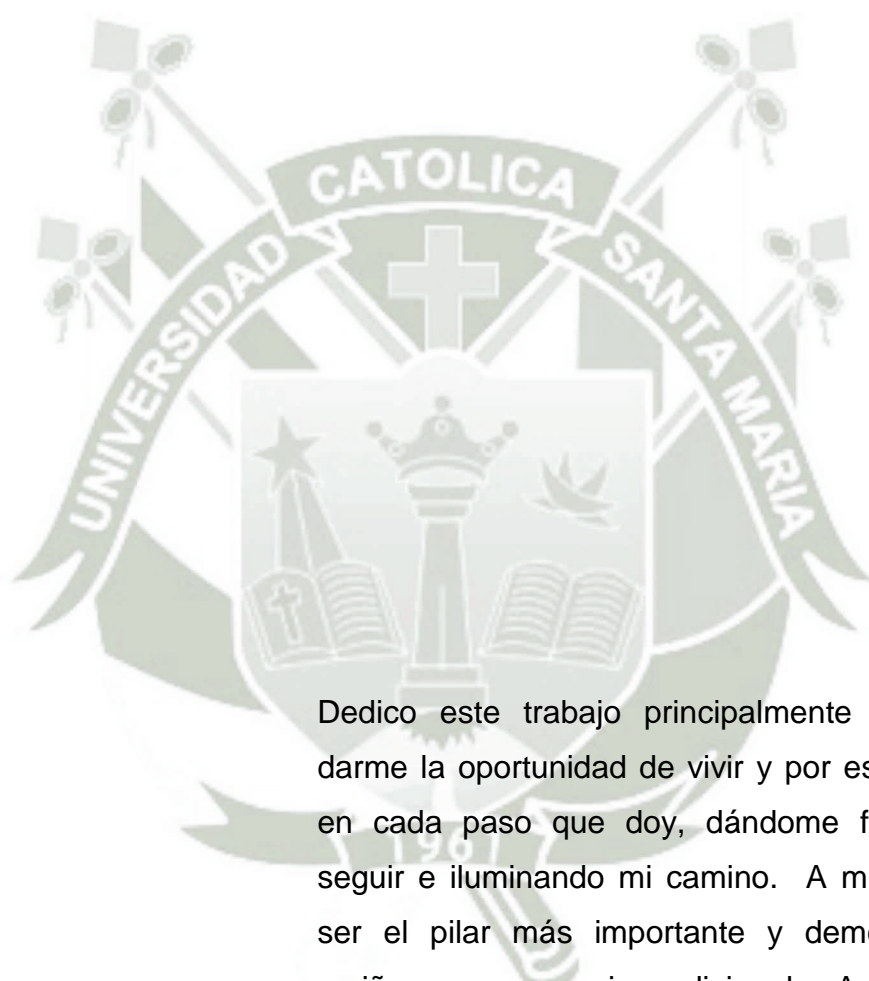 CATOLICA
UNIVERSIDAD
SANTA MARIA
Dedico este trabajo principalmente
darme la oportunidad de vivir y por es
en cada paso que doy, dándome f
seguir e iluminando mi camino. A m
ser el pilar más importante y dem
196